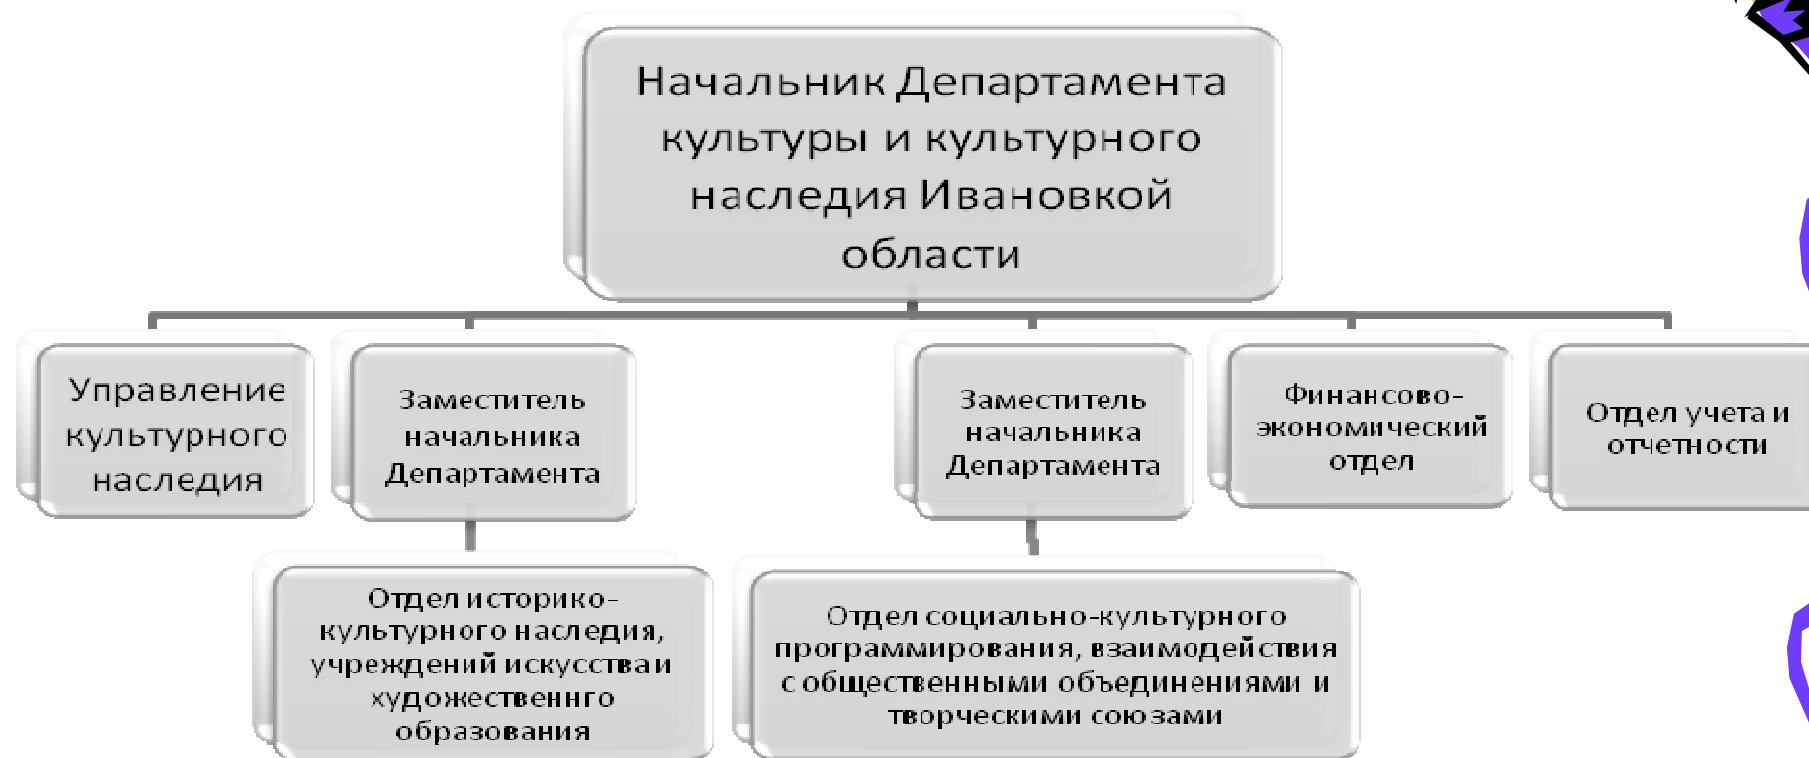 Начальник Департамента
культуры и культурного
наследия Ивановкой
области
Управление
культурного
наследия
Заместитель
начальника
Департамента
Заместитель
начальника
Департамента
Финансово-
экономический
отдел
Отдел учета и
отчетности
Отдел историко-
культурного наследия,
учреждений искусства и
художественнго
образования
Отдел социально-культурного
программирования, взаимодействия
с общественными объединениями и
творческими союзами